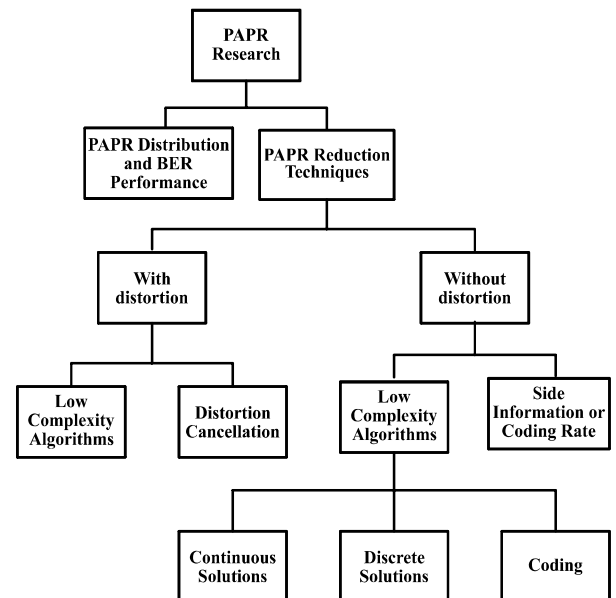 PAPR
Research
PAPR Distribution
and BER
Performance
PAPR Reduction
Techniques
With
distortion
Without
distortion
Low
Complexity
Algorithms
Distortion
Cancellation
Low
Complexity
Algorithms
Side
Information or
Coding Rate
Continuous
Solutions
Discrete
Solutions
Coding